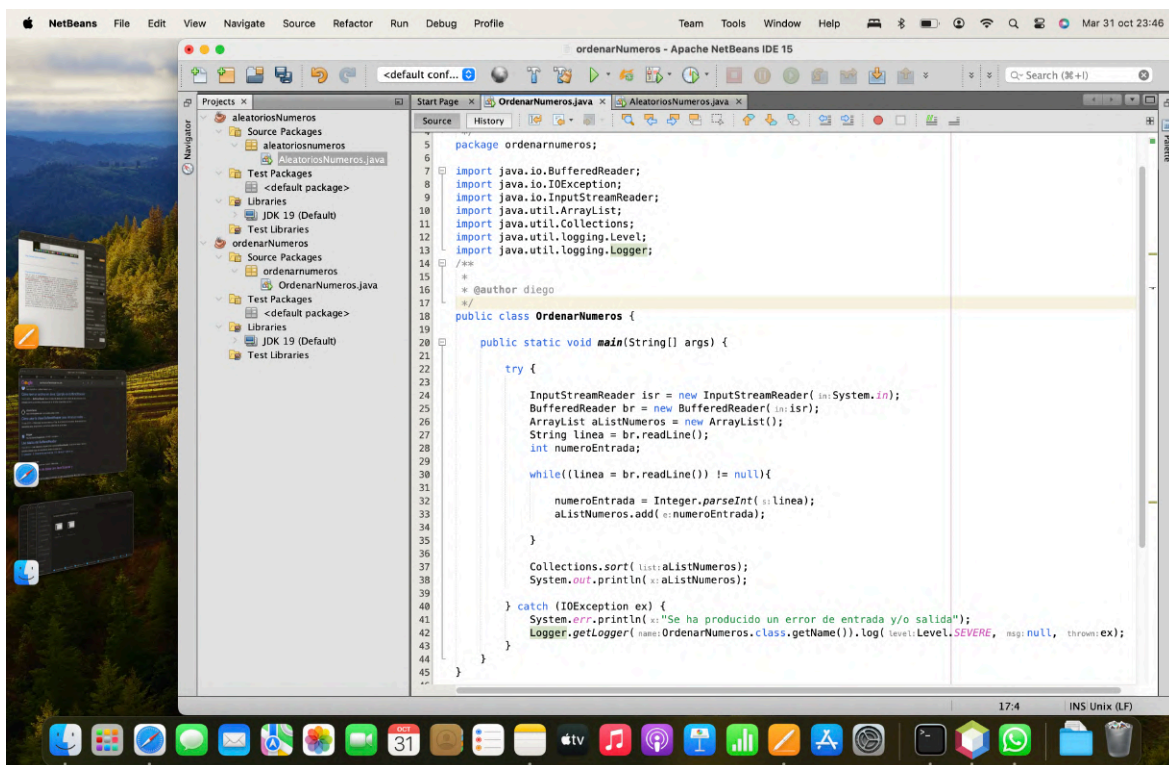 NetBeans File Edit View Navigate Source Refactor Run Debug Profile Team Tools Window Help Mar 31 oct 23:46
ordenarNumeros - Apache NetBeans IDE 15
<default conf... Search (⌘+I)
Projects
Start Page OrdenarNumeros.java AleatoriosNumeros.java
Navigator
Palette
Source History
aleatoriosNumeros
Source Packages
aleatoriosnumeros
AleatoriosNumeros.java
Test Packages
<default package>
Libraries
JDK 19 (Default)
Test Libraries
ordenarNumeros
Source Packages
ordenarnumeros
OrdenarNumeros.java
Test Packages
<default package>
Libraries
JDK 19 (Default)
Test Libraries
5 package ordenarnumeros;
6
7 import java.io.BufferedReader;
8 import java.io.IOException;
9 import java.io.InputStreamReader;
10 import java.util.ArrayList;
11 import java.util.Collections;
12 import java.util.logging.Level;
13 import java.util.logging.Logger;
14 /**
15 *
16 * @author diego
17 */
18 public class OrdenarNumeros {
19
20 public static void main(String[] args) {
21
22 try {
23
24 InputStreamReader isr = new InputStreamReader( in: System.in);
25 BufferedReader br = new BufferedReader( in: isr);
26 ArrayList aListNumeros = new ArrayList();
27 String linea = br.readLine();
28 int numeroEntrada;
29
30 while((linea = br.readLine()) != null){
31
32 numeroEntrada = Integer.parseInt( s: linea);
33 aListNumeros.add( e: numeroEntrada);
34
35 }
36
37 Collections.sort( list: aListNumeros);
38 System.out.println( x: aListNumeros);
39
40 } catch (IOException ex) {
41 System.err.println( x: "Se ha producido un error de entrada y/o salida");
42 Logger.getLogger( name: OrdenarNumeros.class.getName()).log( level: Level.SEVERE, msg: null, thrown: ex);
43 }
44 }
45 }
17:4 INS Unix (LF)
OCT
31
tv